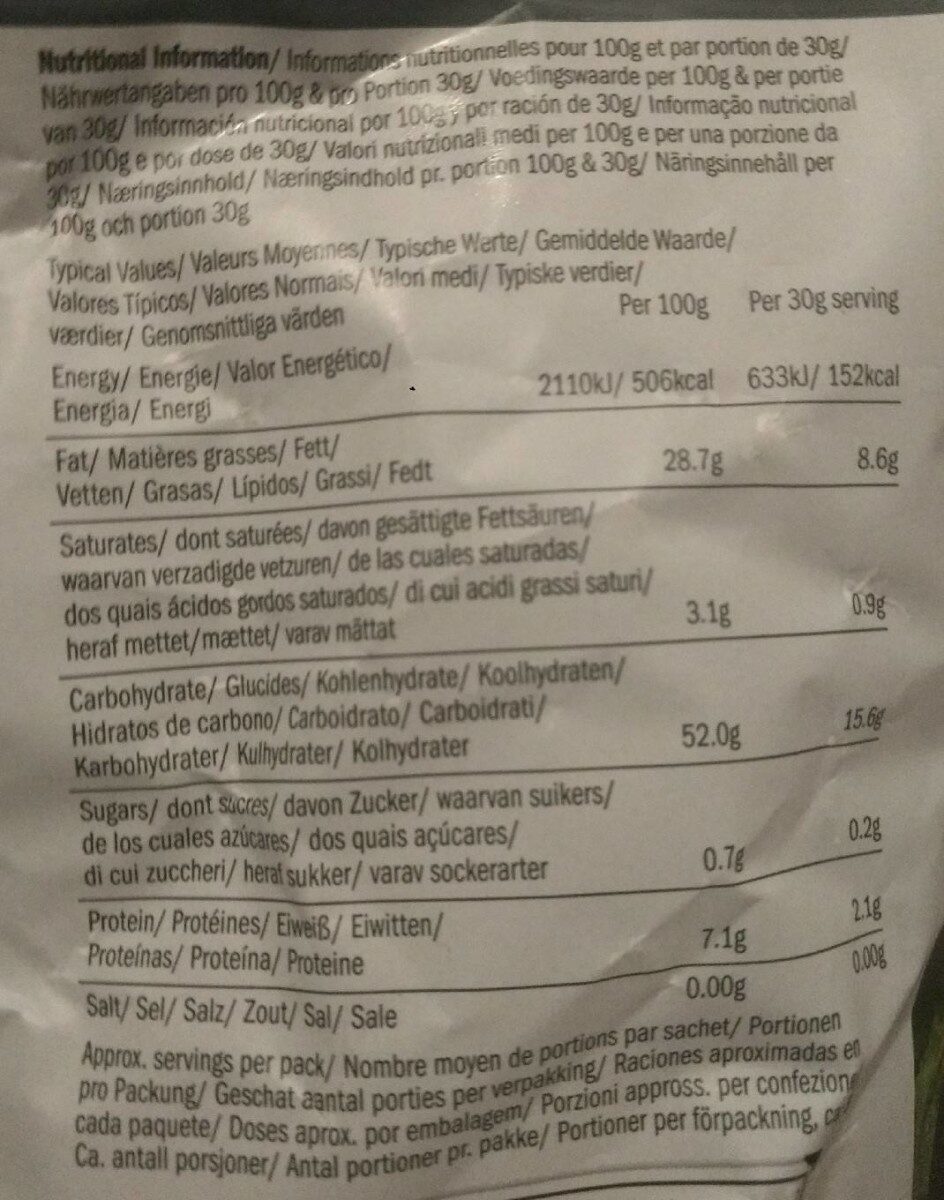 Nutritional Information/ Informations nutritionnelles pour 100g et par portion de 30g/
Nährwertangaben pro 100g & pro Portion 30g/ Voedingswaarde per 100g & per portie
van 30g/ Información nutricional por 100g y por ración de 30g/ Informação nutricional
por 100g e por dose de 30g/ Valori nutrizionali medi per 100g e per una porzione da
30g/ Næringsinnhold/ Næringsindhold pr. portion 100g & 30g/ Näringsinnehåll per
100g och portion 30g
Typical Values/ Valeurs Moyennes/ Typische Werte/ Gemiddelde Waarde/
Valores Típicos/ Valores Normais/ Valori medi/ Typiske verdier/
værdier/ Genomsnittliga värden Per 100g Per 30g serving
Energy/ Energie/ Valor Energético/
Energia/ Energi 2110kJ/ 506kcal 633kJ/ 152kcal
Fat/ Matières grasses/ Fett/
Vetten/ Grasas/ Lípidos/ Grassi/ Fedt 28.7g 8.6g
Saturates/ dont saturées/ davon gesättigte Fettsäuren/
waarvan verzadigde vetzuren/ de las cuales saturadas/
dos quais ácidos gordos saturados/ di cui acidi grassi saturi/
heraf mettet/mættet/ varav mättat 3.1g 0.9g
Carbohydrate/ Glucides/ Kohlenhydrate/ Koolhydraten/
Hidratos de carbono/ Carboidrato/ Carboidrati/
Karbohydrater/ Kulhydrater/ Kolhydrater 52.0g 15.6g
Sugars/ dont sucres/ davon Zucker/ waarvan suikers/
de los cuales azúcares/ dos quais açúcares/
di cui zuccheri/ heraf sukker/ varav sockerarter 0.7g 0.2g
Protein/ Protéines/ Eiweiß/ Eiwitten/
Proteínas/ Proteína/ Proteine 7.1g 2.1g
Salt/ Sel/ Salz/ Zout/ Sal/ Sale 0.00g 0.00g
Approx. servings per pack/ Nombre moyen de portions par sachet/ Portionen
pro Packung/ Geschat aantal porties per verpakking/ Raciones aproximadas en
cada paquete/ Doses aprox. por embalagem/ Porzioni appross. per confezione
Ca. antall porsjoner/ Antal portioner pr. pakke/ Portioner per förpackning,